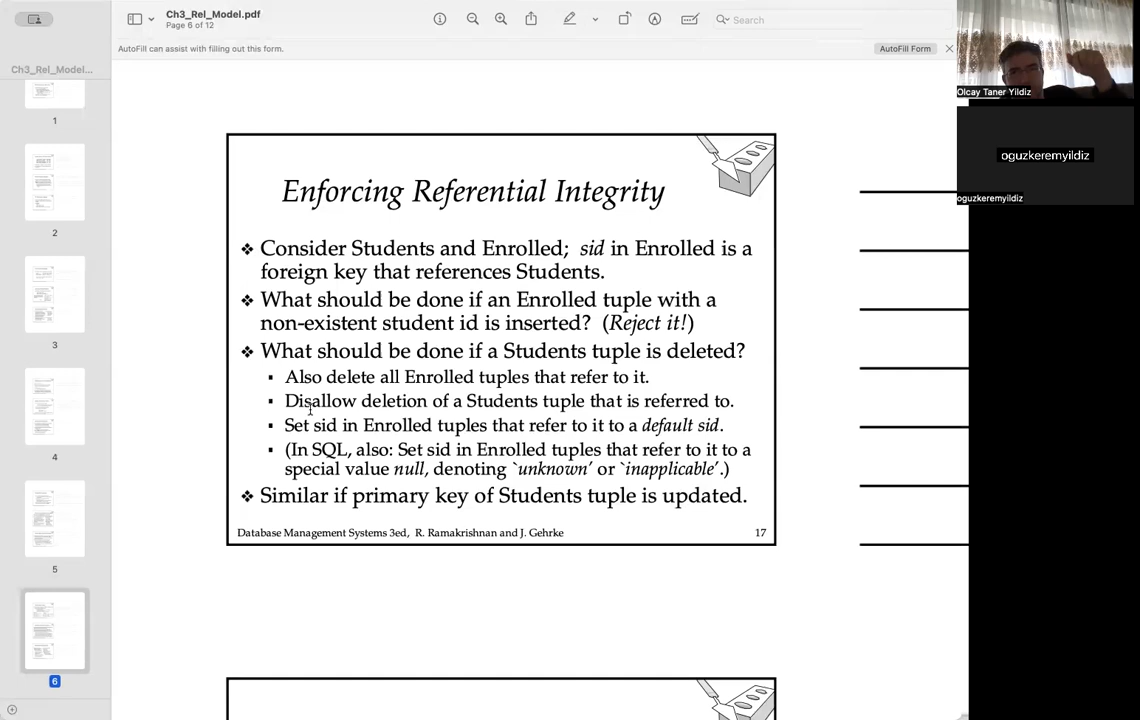 Ch3_Rel_Model.pdf
Page 6 of 12
Search
AutoFill can assist with filling out this form.
AutoFill Form
Ch3_Rel_Model...
1
2
3
4
5
6
Enforcing Referential Integrity
❖ Consider Students and Enrolled; sid in Enrolled is a
foreign key that references Students.
❖ What should be done if an Enrolled tuple with a
non-existent student id is inserted? (Reject it!)
❖ What should be done if a Students tuple is deleted?
▪ Also delete all Enrolled tuples that refer to it.
▪ Disallow deletion of a Students tuple that is referred to.
▪ Set sid in Enrolled tuples that refer to it to a default sid.
▪ (In SQL, also: Set sid in Enrolled tuples that refer to it to a
special value null, denoting `unknown' or `inapplicable'.)
❖ Similar if primary key of Students tuple is updated.
Database Management Systems 3ed, R. Ramakrishnan and J. Gehrke 17
Olcay Taner Yildiz
oguzkeremyildiz
oguzkeremyildiz